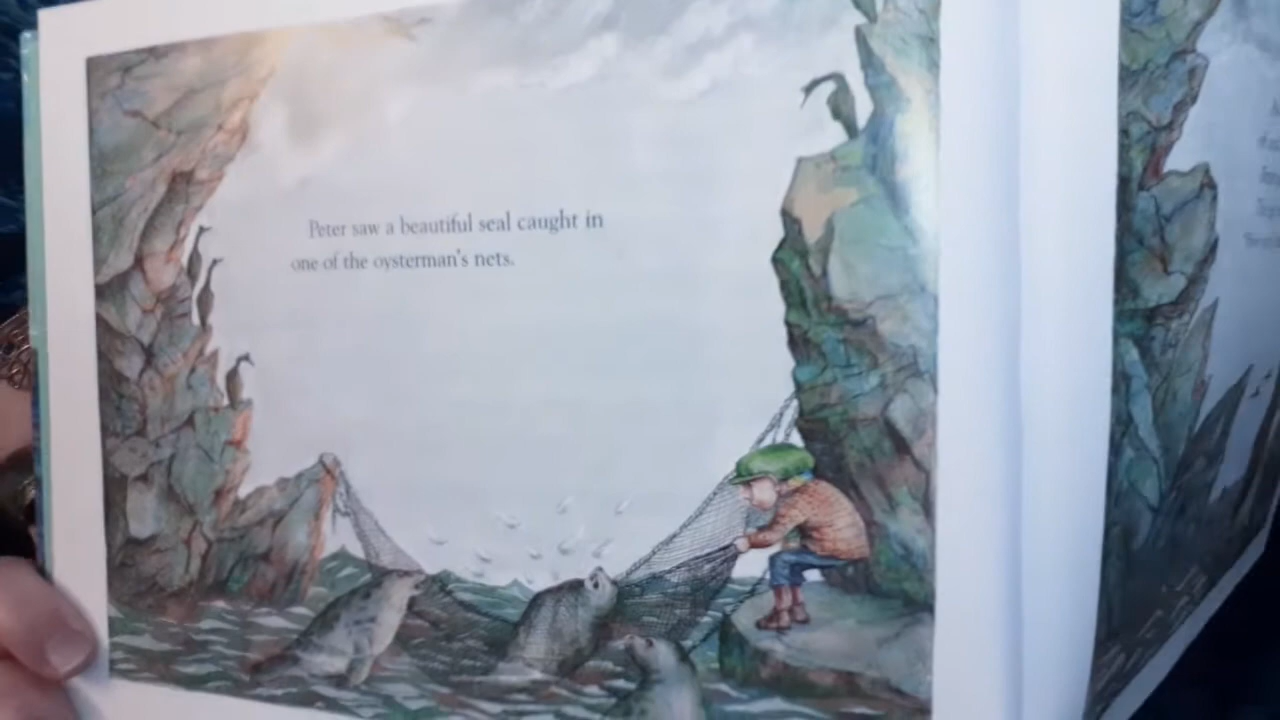 Peter saw a beautiful seal caught in
one of the oysterman's nets.